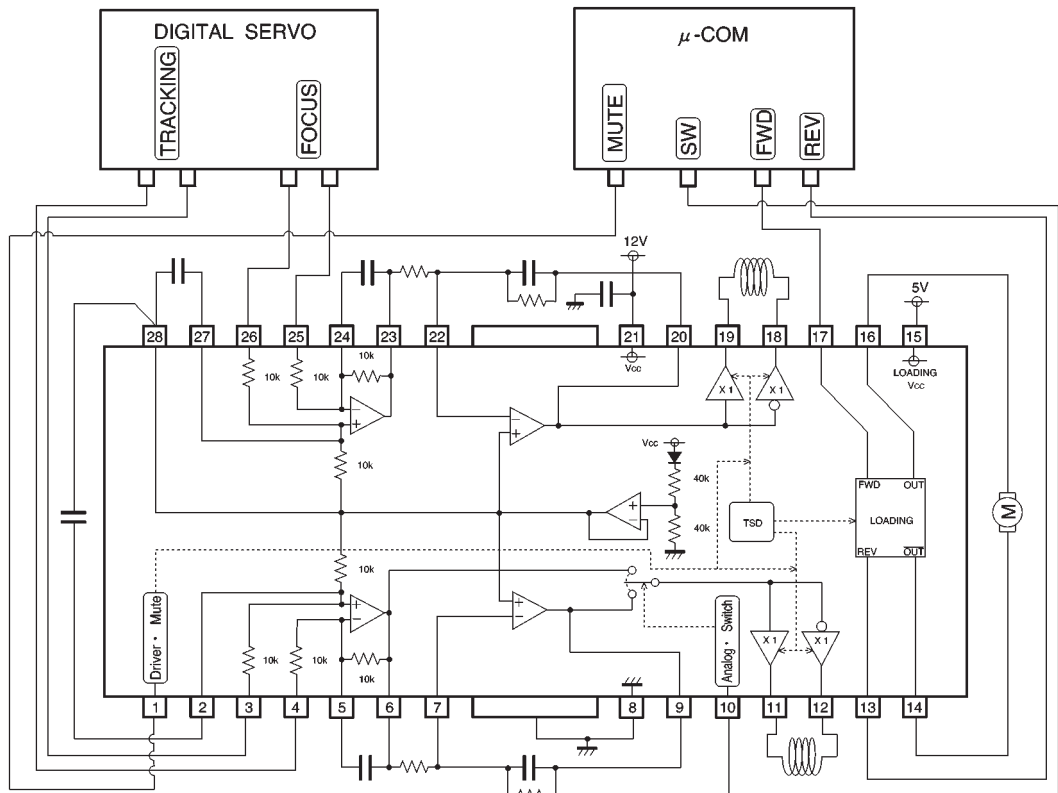 DIGITAL SERVO
μ-COM
TRACKING
FOCUS
MUTE
SW
FWD
REV
12V
5V
28
27
26
25
24
23
22
21
20
19
18
17
16
15
10k
10k
10k
Vcc
X 1
X 1
LOADING
Vcc
10k
Vcc
40k
40k
TSD
FWD
OUT
LOADING
REV
OUT
M
10k
Driver・Mute
10k
10k
10k
Analog・Switch
X 1
X 1
1
2
3
4
5
6
7
8
9
10
11
12
13
14